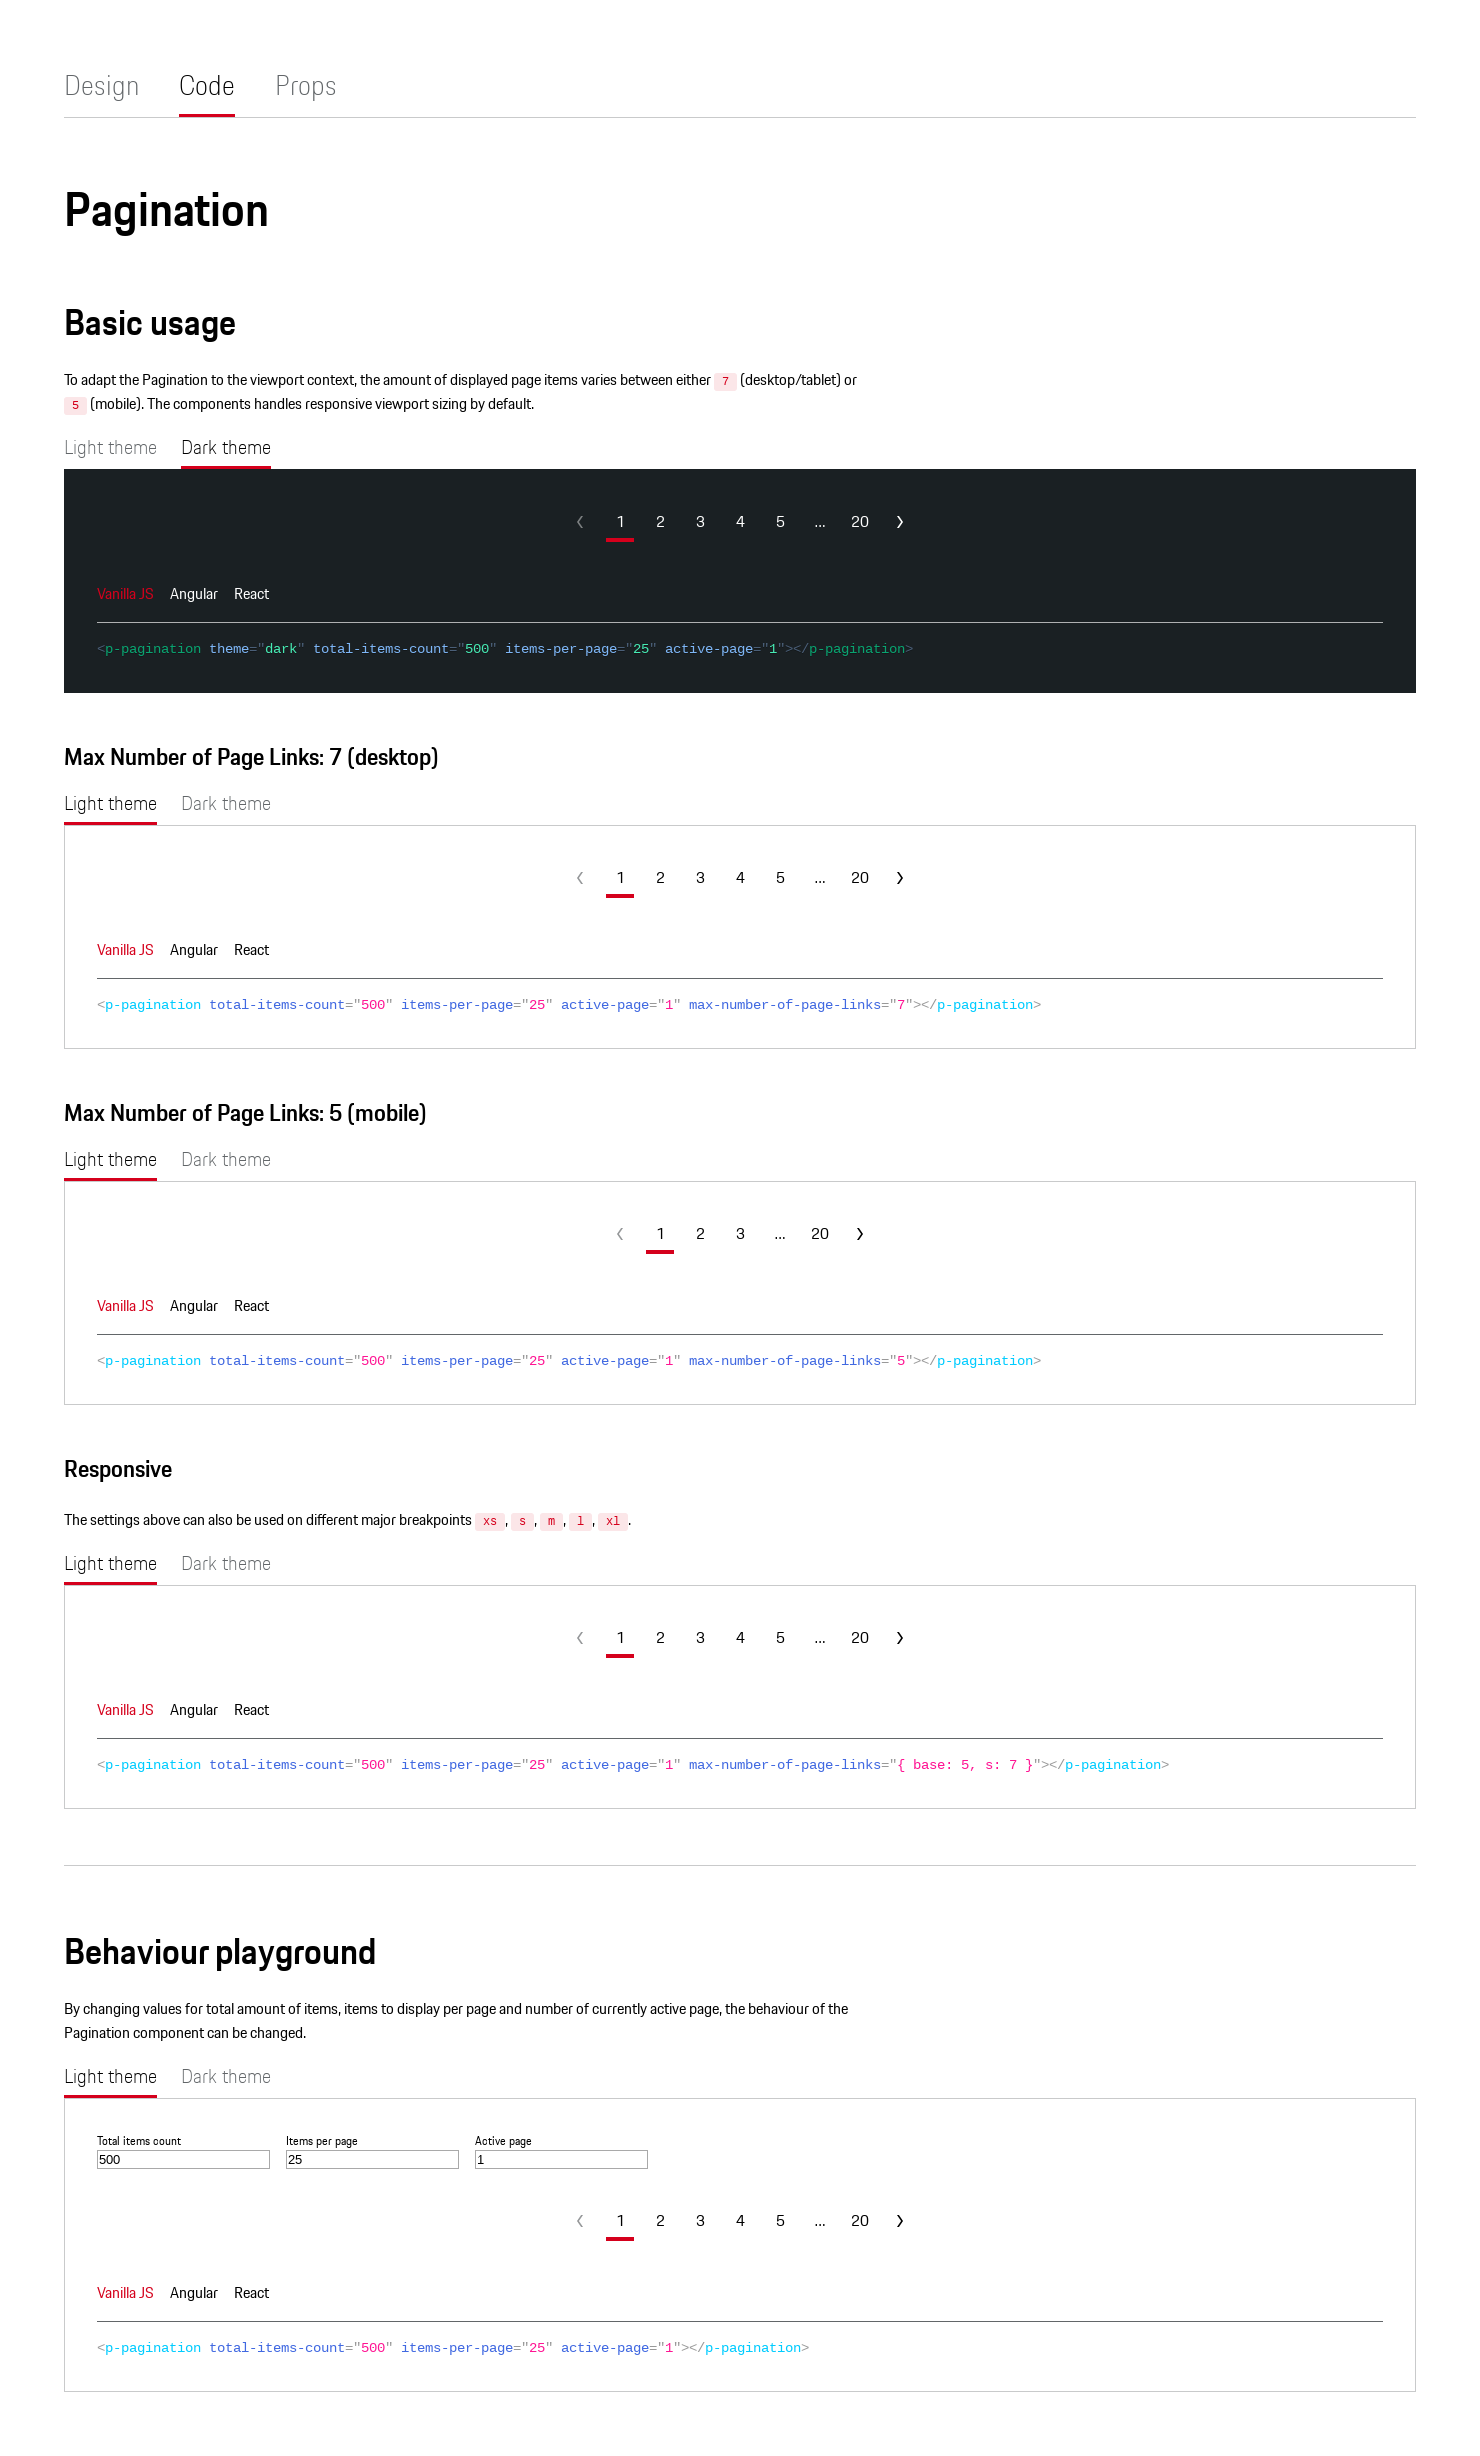 Design Code Props
Pagination
Basic usage
To adapt the Pagination to the viewport context, the amount of displayed page items varies between either 7 (desktop/tablet) or
5 (mobile). The components handles responsive viewport sizing by default.
Light theme Dark theme
1 2 3 4 5 ... 20
Vanilla JS Angular React
<p-pagination theme="dark" total-items-count="500" items-per-page="25" active-page="1"></p-pagination>
Max Number of Page Links: 7 (desktop)
Light theme Dark theme
1 2 3 4 5 ... 20
Vanilla JS Angular React
<p-pagination total-items-count="500" items-per-page="25" active-page="1" max-number-of-page-links="7"></p-pagination>
Max Number of Page Links: 5 (mobile)
Light theme Dark theme
1 2 3 ... 20
Vanilla JS Angular React
<p-pagination total-items-count="500" items-per-page="25" active-page="1" max-number-of-page-links="5"></p-pagination>
Responsive
The settings above can also be used on different major breakpoints xs, s, m, l, xl.
Light theme Dark theme
1 2 3 4 5 ... 20
Vanilla JS Angular React
<p-pagination total-items-count="500" items-per-page="25" active-page="1" max-number-of-page-links="{ base: 5, s: 7 }"></p-pagination>
Behaviour playground
By changing values for total amount of items, items to display per page and number of currently active page, the behaviour of the
Pagination component can be changed.
Light theme Dark theme
Total items count Items per page Active page
500 25 1
1 2 3 4 5 ... 20
Vanilla JS Angular React
<p-pagination total-items-count="500" items-per-page="25" active-page="1"></p-pagination>